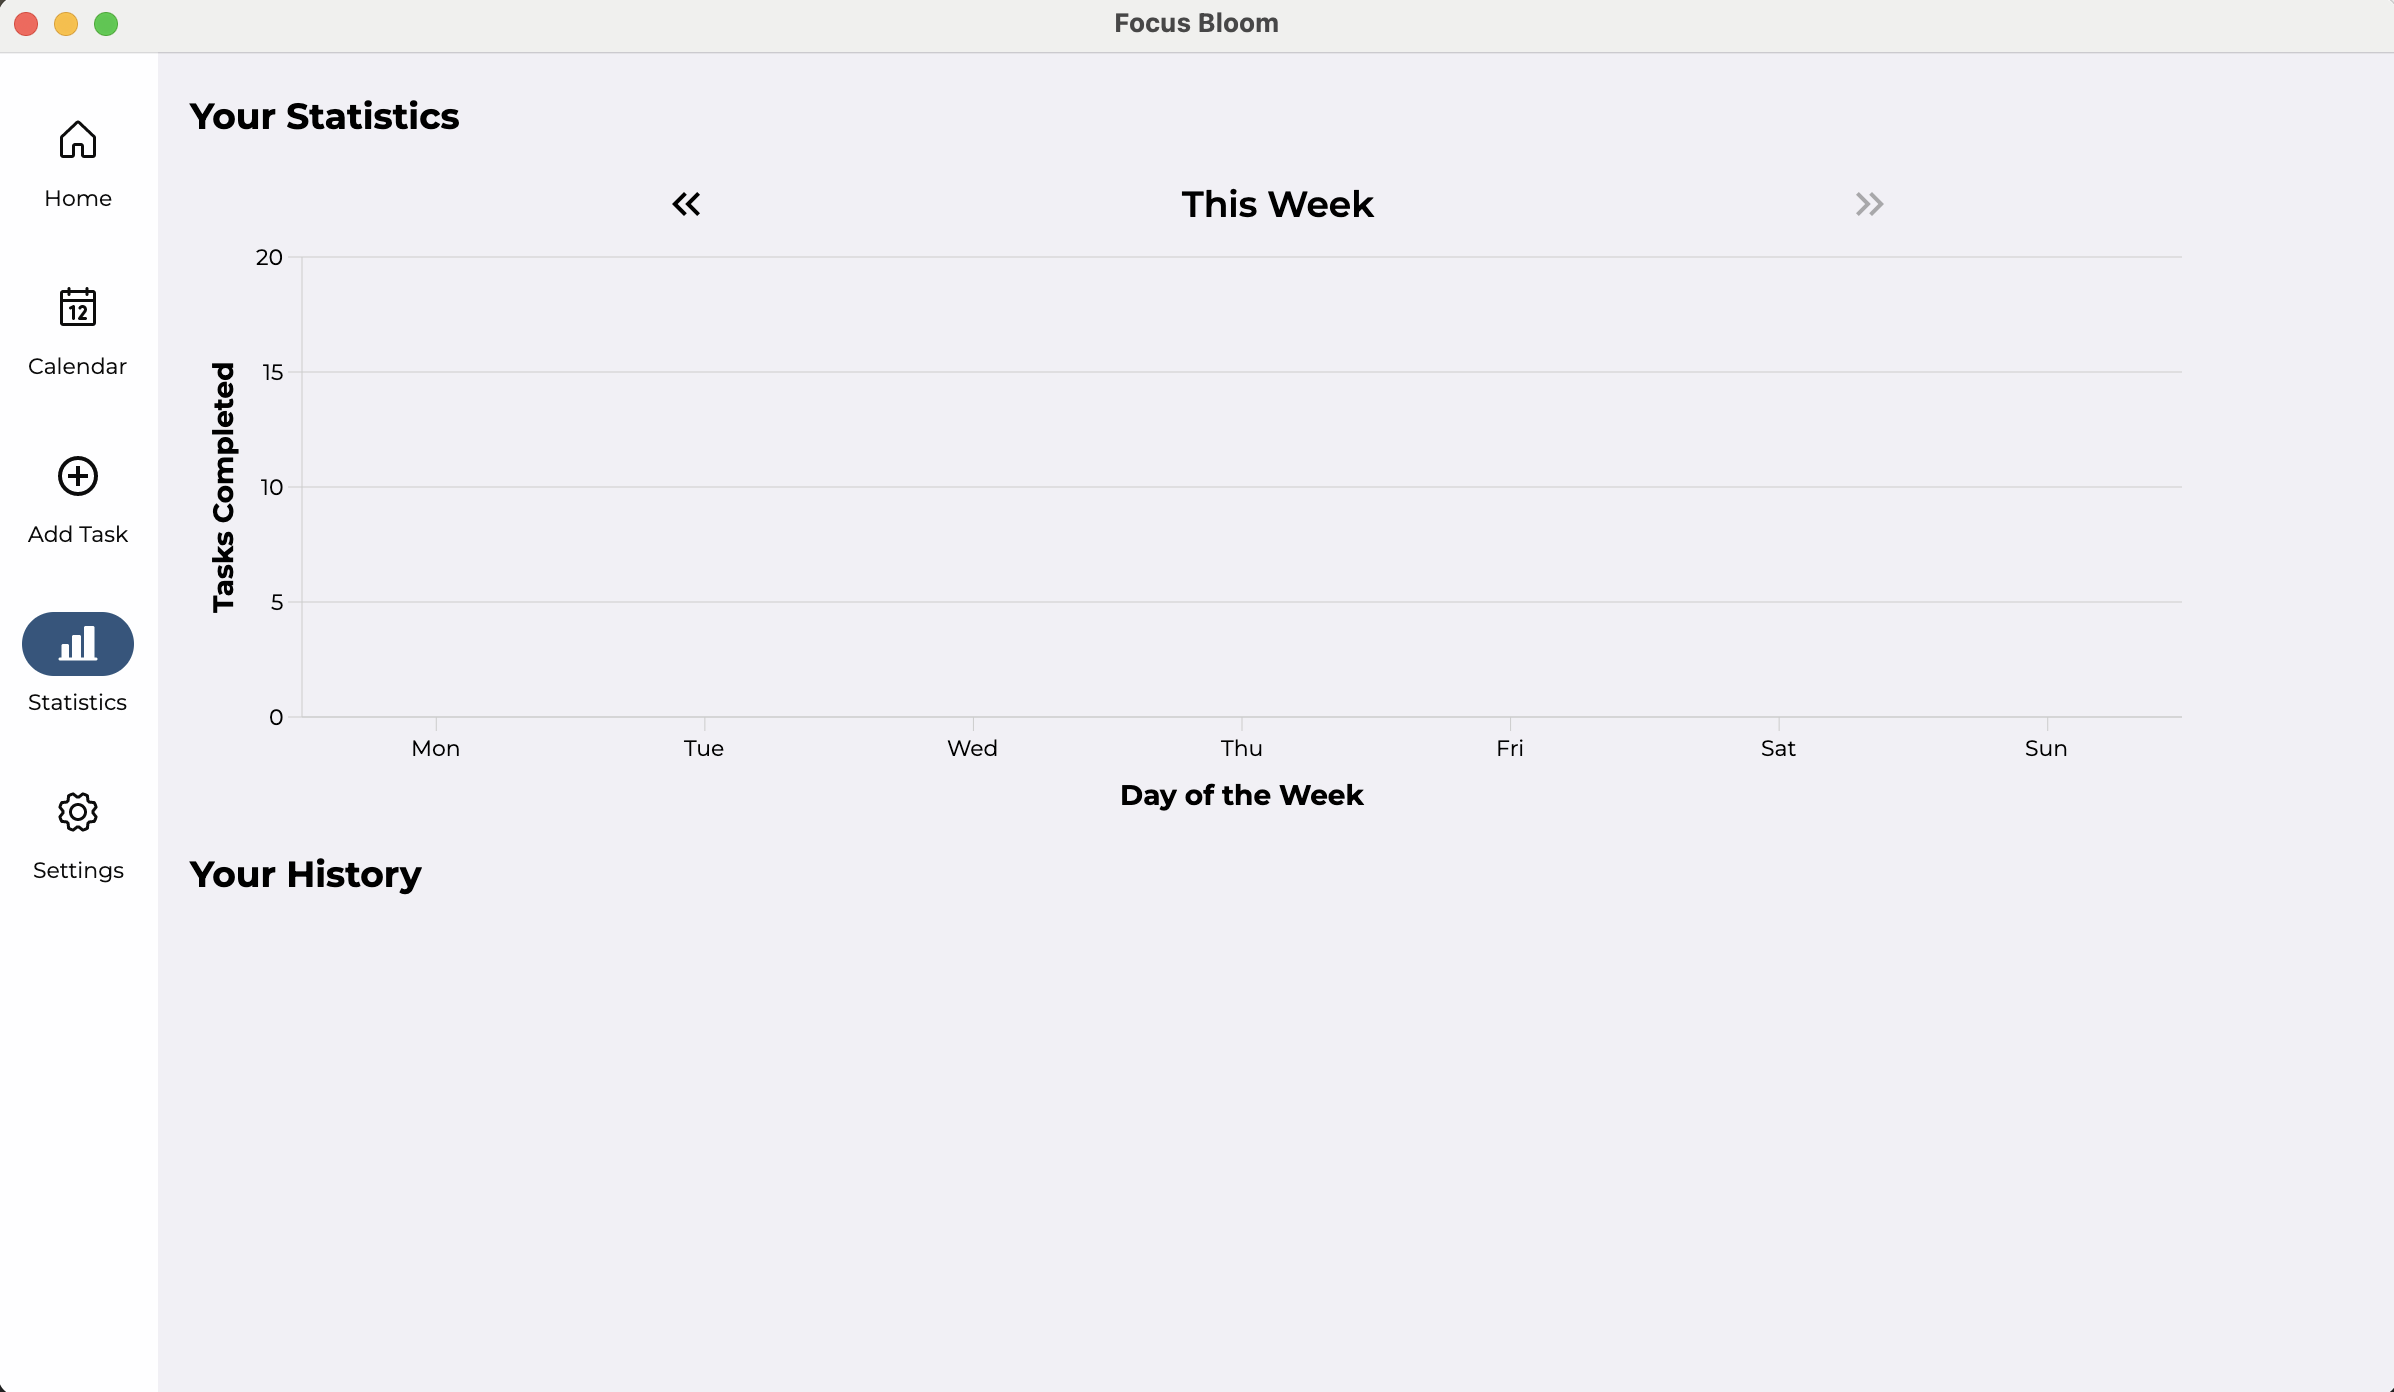 Focus Bloom
Home
Calendar
12
Add Task
Statistics
Settings
Your Statistics
This Week
Tasks Completed
20
15
10
5
0
Mon Tue Wed Thu Fri Sat Sun
Day of the Week
Your History